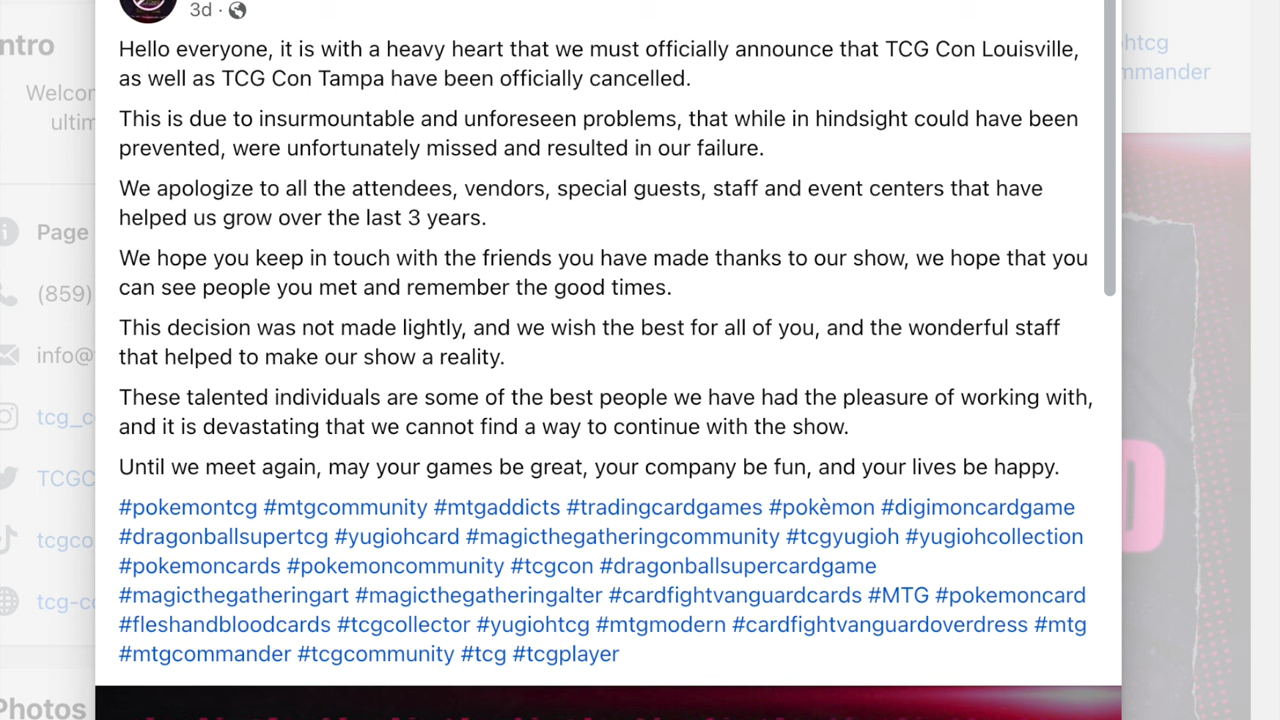 3d ·
Hello everyone, it is with a heavy heart that we must officially announce that TCG Con Louisville,
as well as TCG Con Tampa have been officially cancelled.
This is due to insurmountable and unforeseen problems, that while in hindsight could have been
prevented, were unfortunately missed and resulted in our failure.
We apologize to all the attendees, vendors, special guests, staff and event centers that have
helped us grow over the last 3 years.
We hope you keep in touch with the friends you have made thanks to our show, we hope that you
can see people you met and remember the good times.
This decision was not made lightly, and we wish the best for all of you, and the wonderful staff
that helped to make our show a reality.
These talented individuals are some of the best people we have had the pleasure of working with,
and it is devastating that we cannot find a way to continue with the show.
Until we meet again, may your games be great, your company be fun, and your lives be happy.
#pokemontcg #mtgcommunity #mtgaddicts #tradingcardgames #pokèmon #digimoncardgame
#dragonballsupertcg #yugiohcard #magicthegatheringcommunity #tcgyugioh #yugiohcollection
#pokemoncards #pokemoncommunity #tcgcon #dragonballsupercardgame
#magicthegatheringart #magicthegatheringalter #cardfightvanguardcards #MTG #pokemoncard
#fleshandbloodcards #tcgcollector #yugiohtcg #mtgmodern #cardfightvanguardoverdress #mtg
#mtgcommander #tcgcommunity #tcg #tcgplayer
ntro
Welcor
ultim
Page
(859)
info@
tcg_c
TCGC
tcgco
tcg-co
Photos
ohtcg
mmander